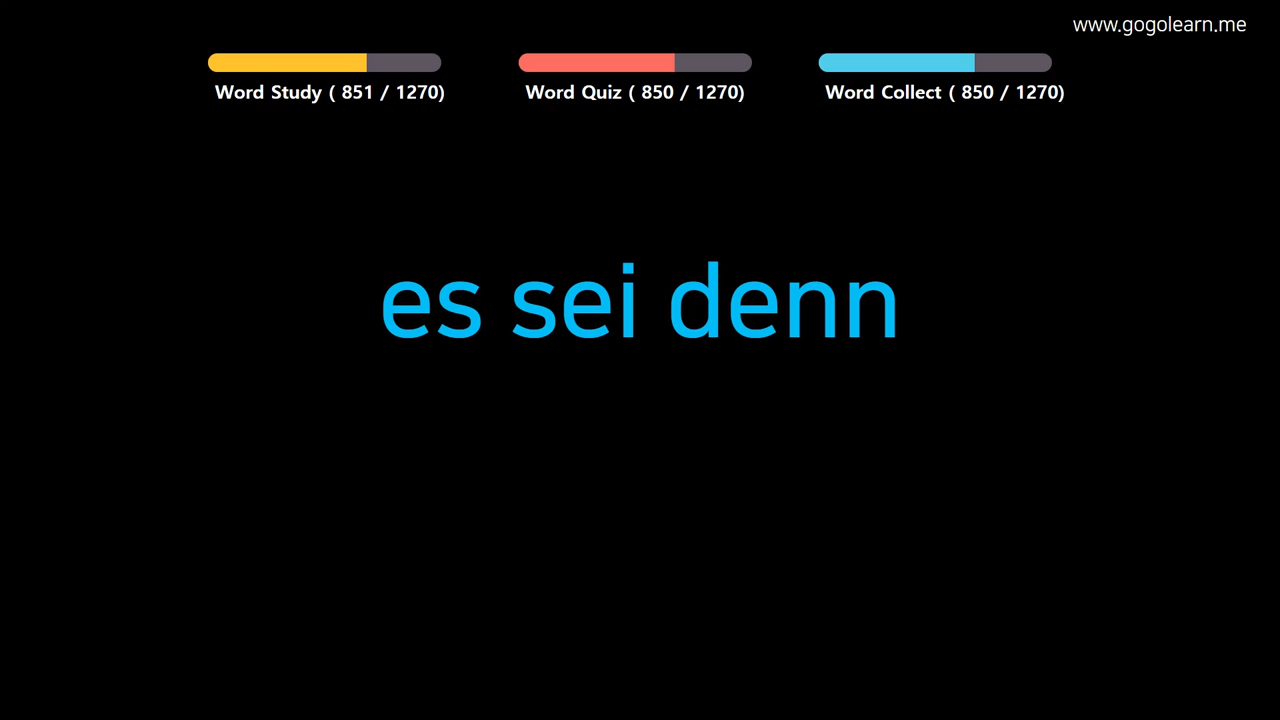 www.gogolearn.me
Word Study ( 851 / 1270)
Word Quiz ( 850 / 1270)
Word Collect ( 850 / 1270)
es sei denn